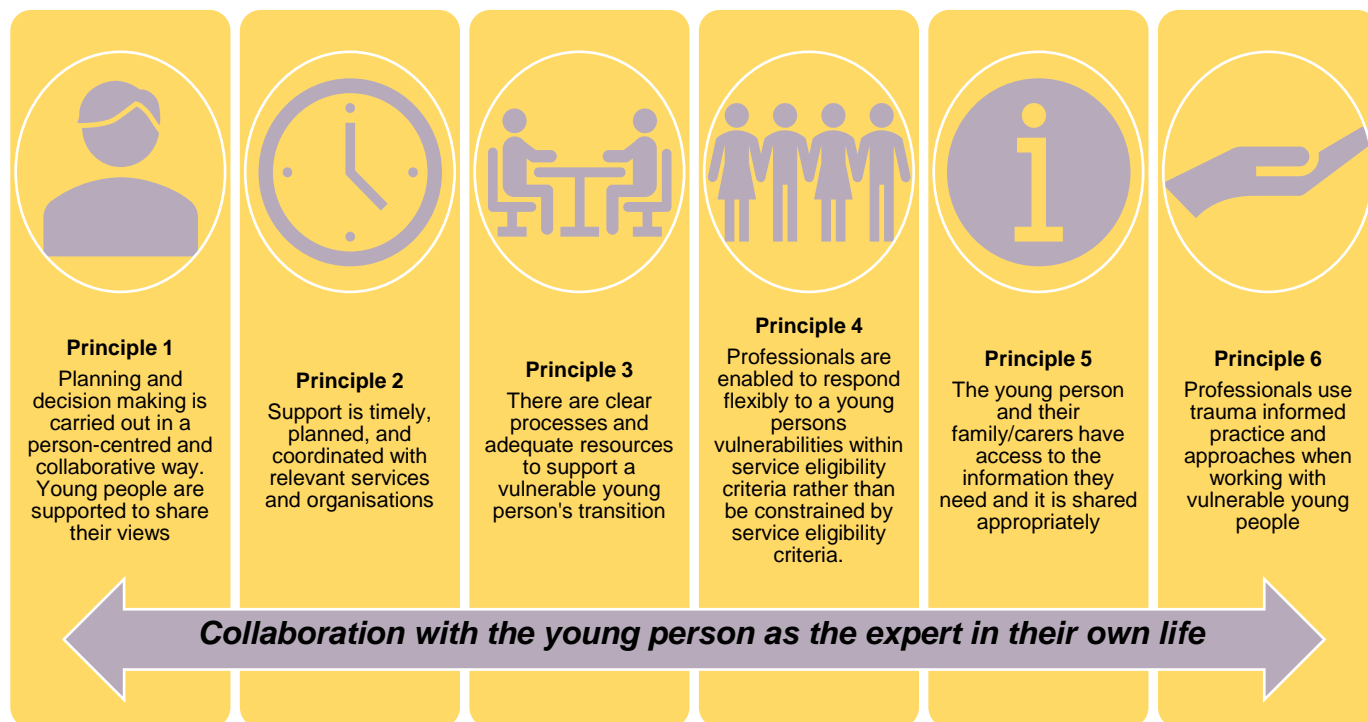 Principle 1
Planning and
decision making is
carried out in a
person-centred and
collaborative way.
Young people are
supported to share
their views
Principle 2
Support is timely,
planned, and
coordinated with
relevant services
and organisations
Principle 3
There are clear
processes and
adequate resources
to support a
vulnerable young
person's transition
Principle 4
Professionals are
enabled to respond
flexibly to a young
persons
vulnerabilities within
service eligibility
criteria rather than
be constrained by
service eligibility
criteria.
Principle 5
The young person
and their
family/carers have
access to the
information they
need and it is shared
appropriately
Principle 6
Professionals use
trauma informed
practice and
approaches when
working with
vulnerable young
people
Collaboration with the young person as the expert in their own life